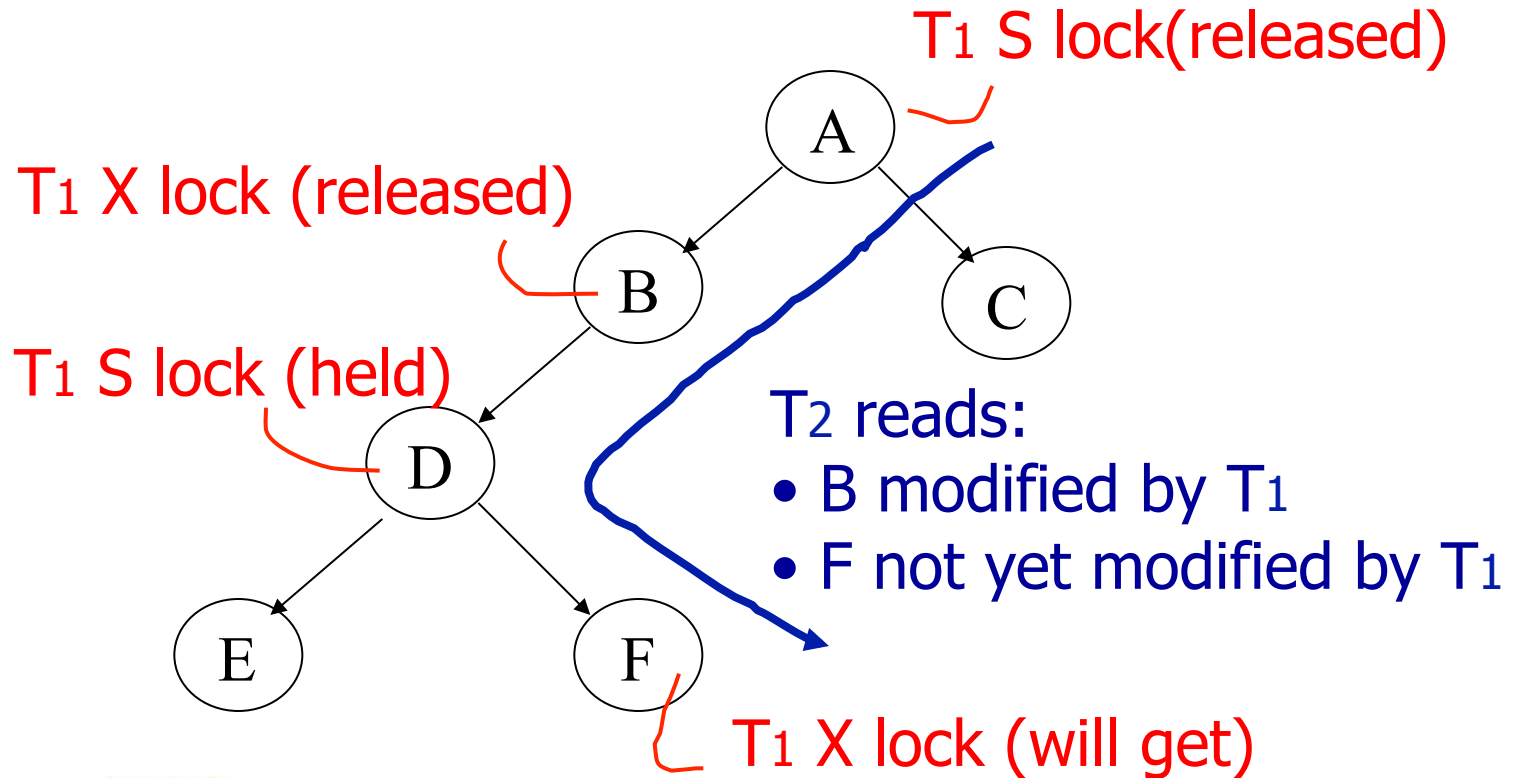 T1 S lock(released)
A
T1 X lock (released)
B
C
T1 S lock (held)
T2 reads:
D
• B modified by T1
• F not yet modified by T1
E
F
T1 X lock (will get)